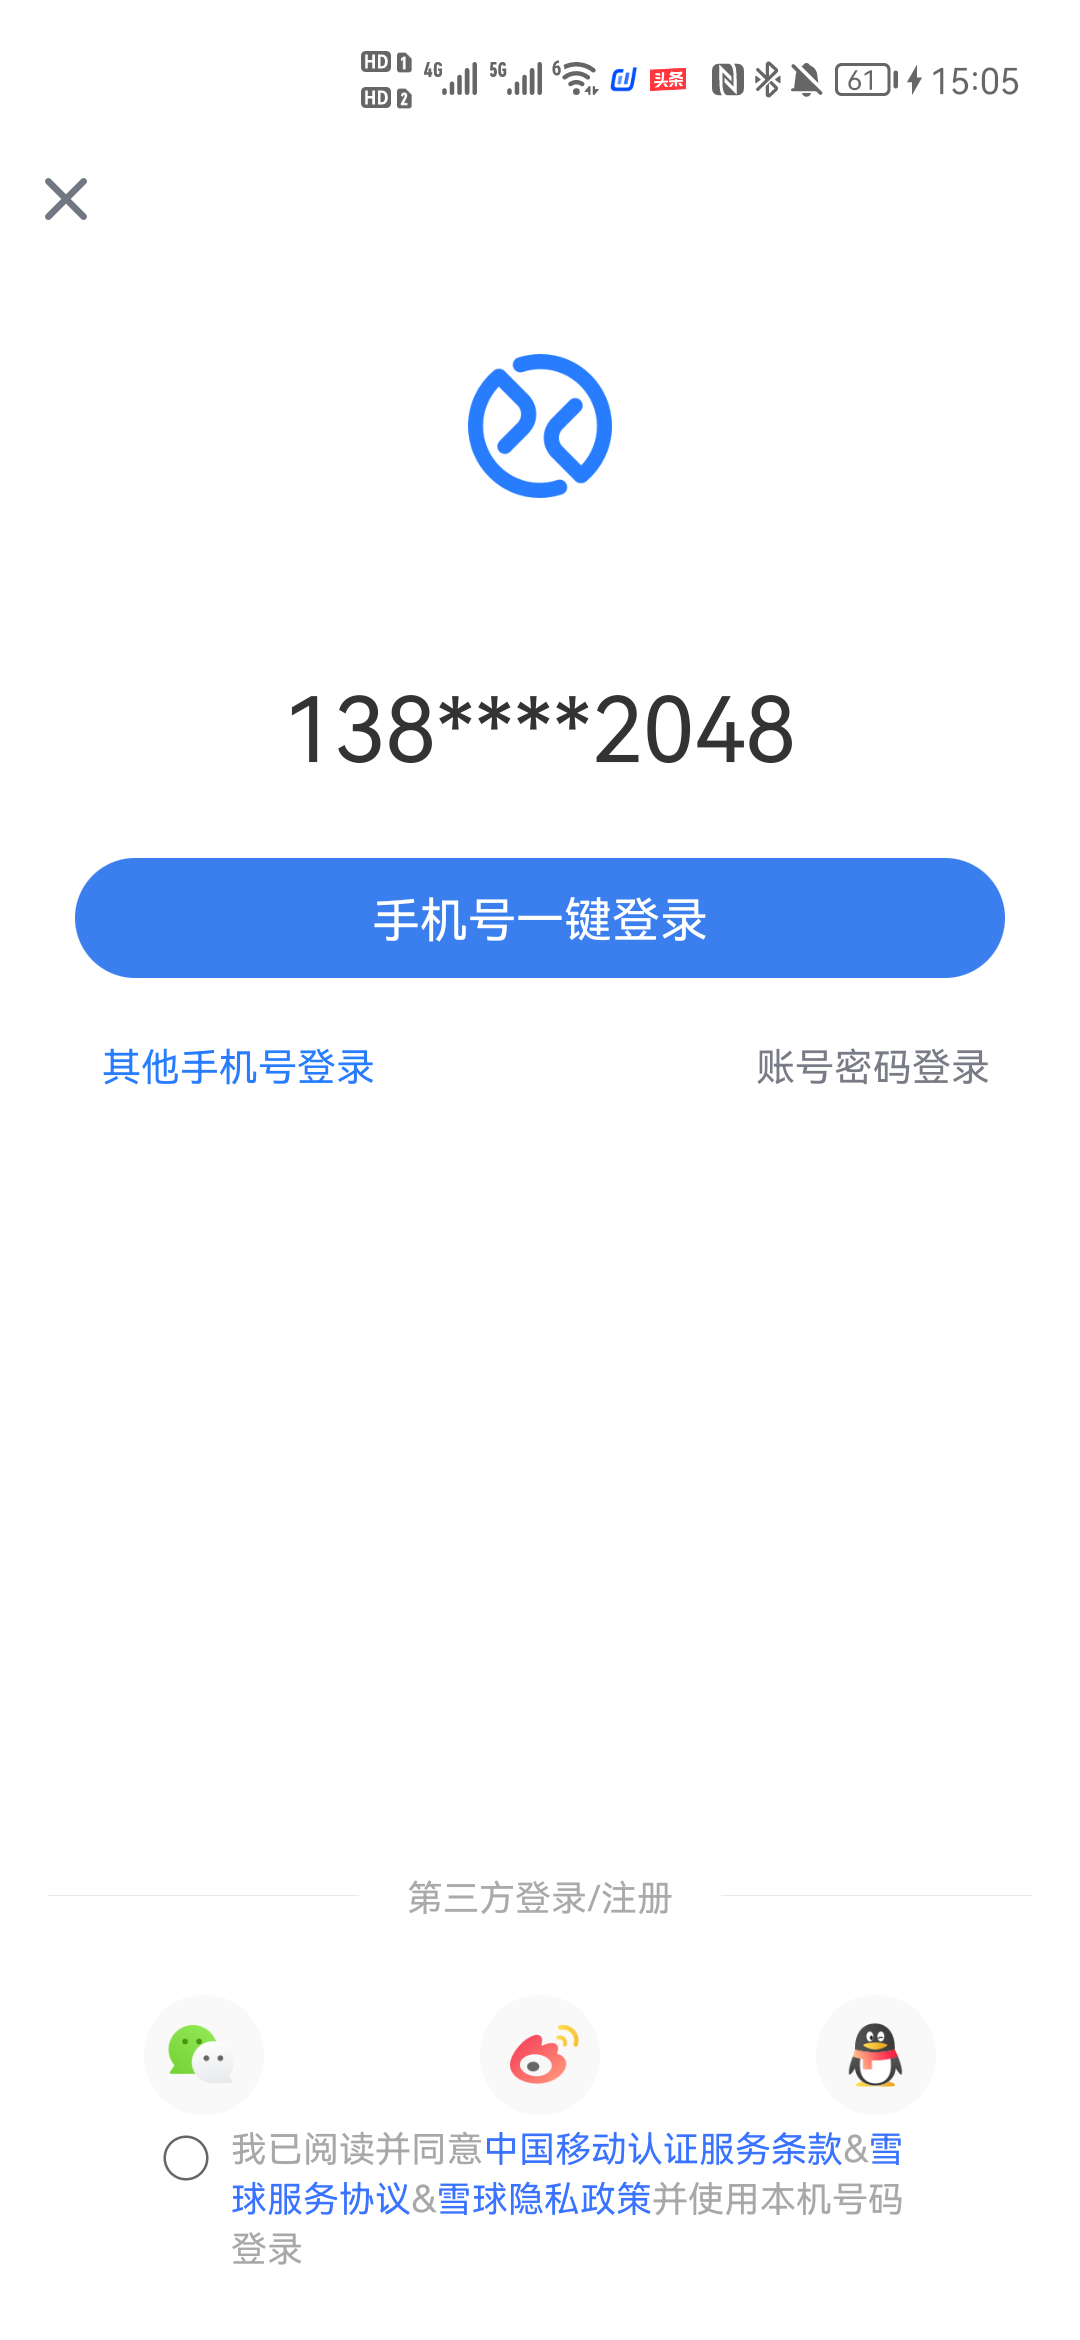 HD 1 4G 5G 6 头条 61 15:05
HD 2
138****2048
手机号一键登录
其他手机号登录 账号密码登录
第三方登录/注册
我已阅读并同意中国移动认证服务条款&雪
球服务协议&雪球隐私政策并使用本机号码
登录